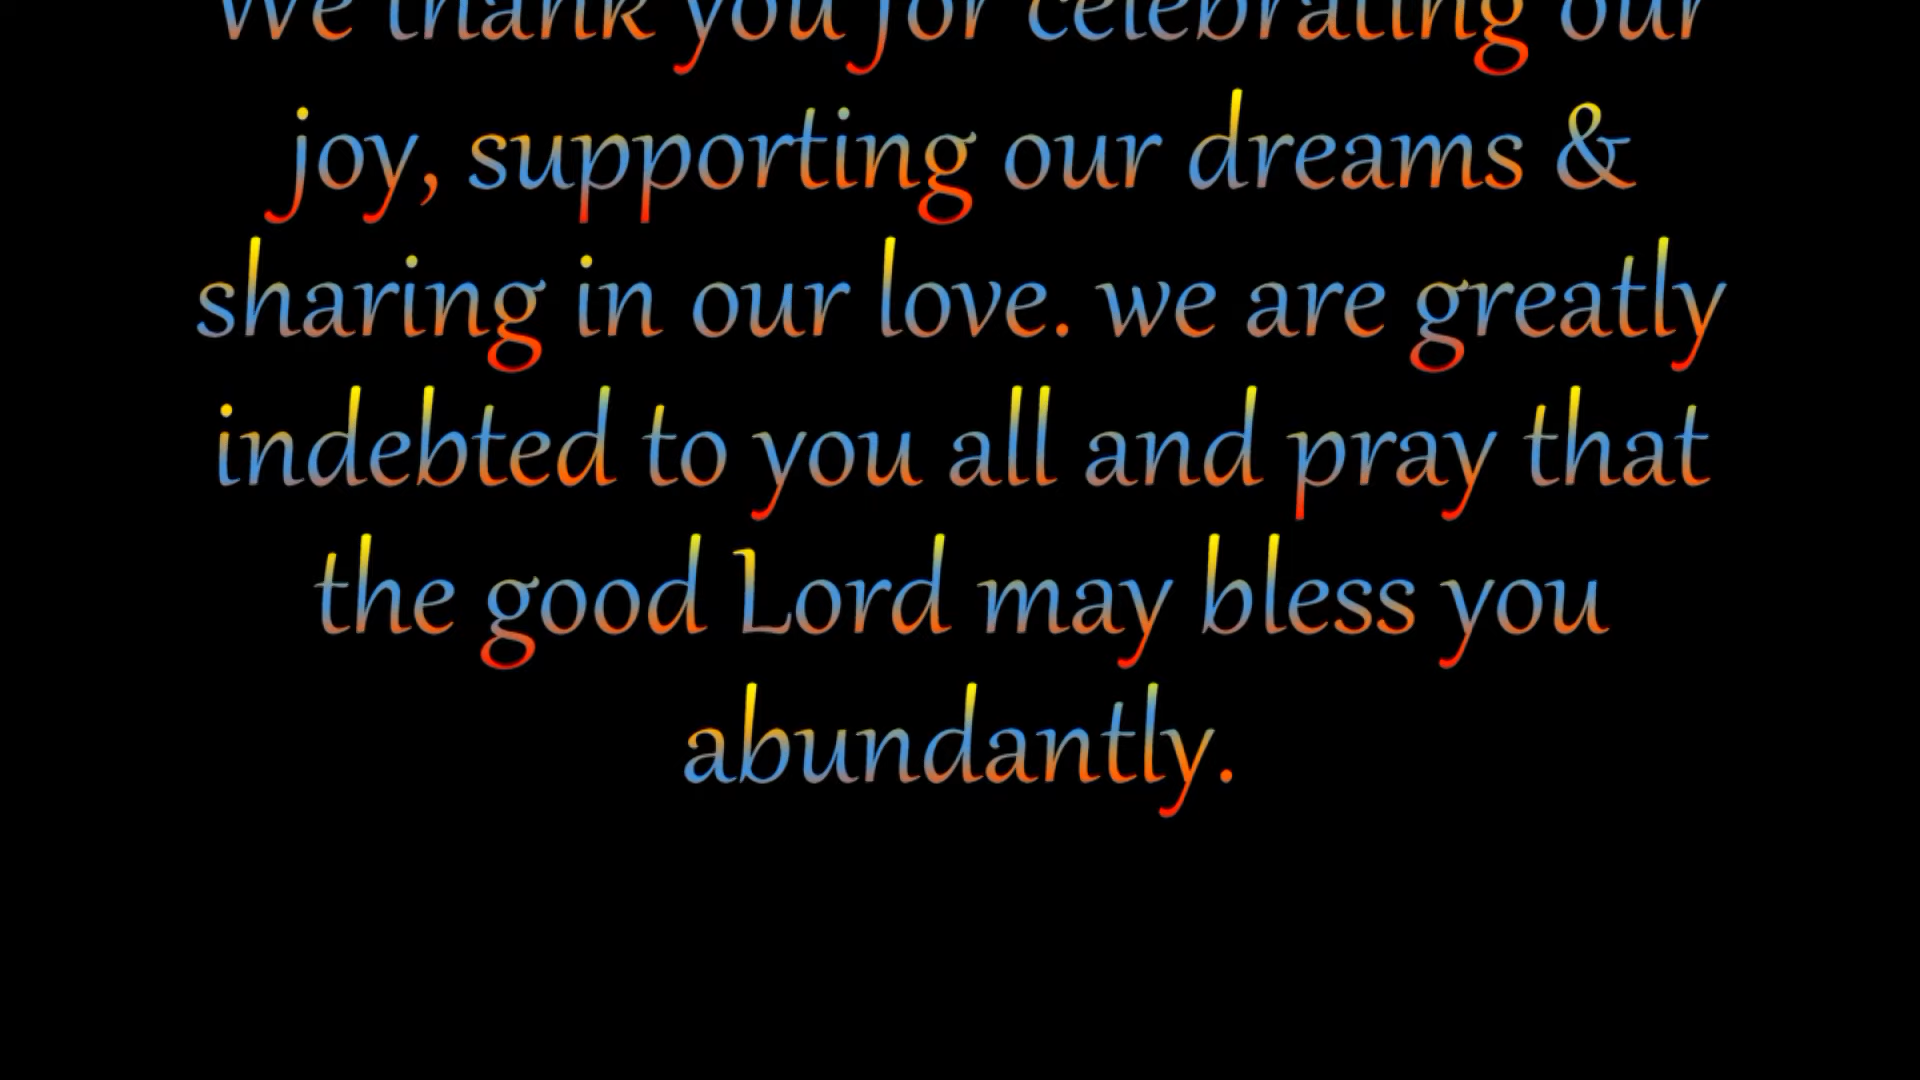 We thank you for celebrating our
joy, supporting our dreams &
sharing in our love. we are greatly
indebted to you all and pray that
the good Lord may bless you
abundantly.